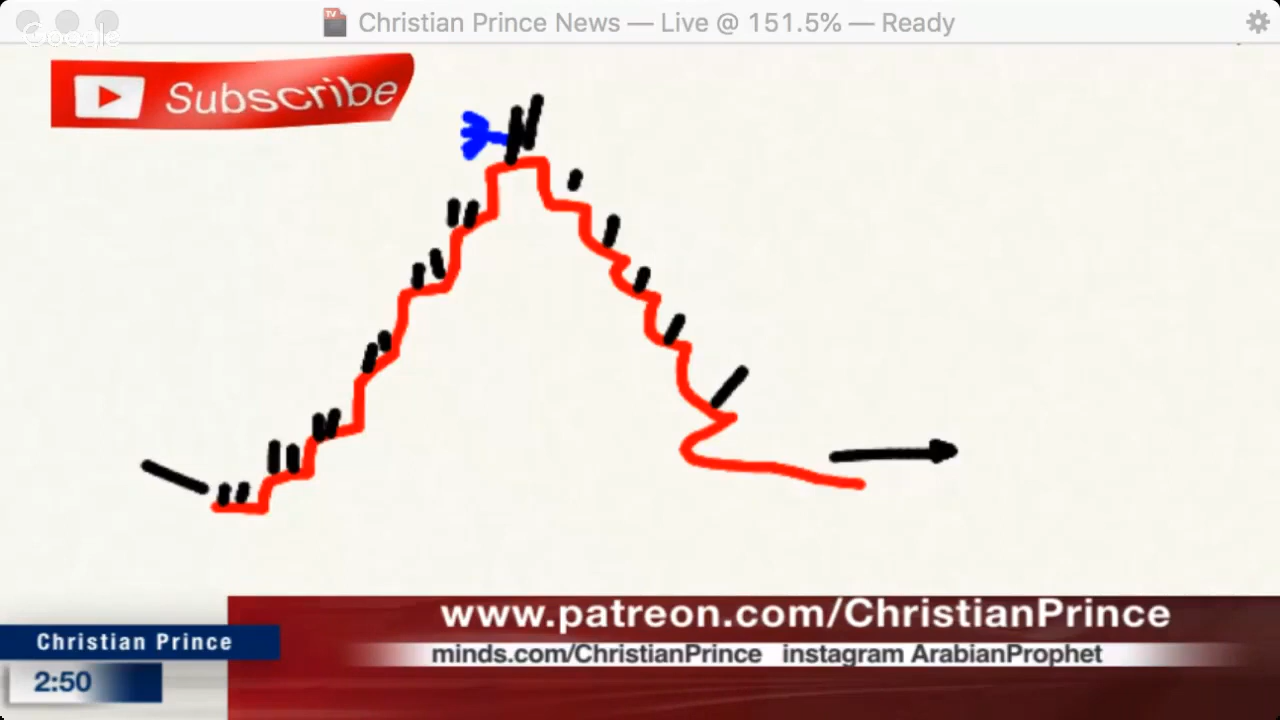 Christian Prince News — Live @ 151.5% — Ready
Google
Subscribe
www.patreon.com/ChristianPrince
Christian Prince
minds.com/ChristianPrince instagram ArabianProphet
2:50